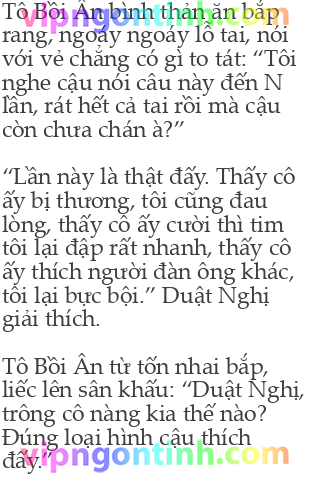 Tô Bồi Ân bình thản ăn bắp
rang, ngoáy ngoáy lỗ tai, nói
với vẻ chẳng có gì to tát: “Tôi
nghe cậu nói câu này đến N
lần, rát hết cả tai rồi mà cậu
còn chưa chán à?”
“Lần này là thật đấy. Thấy cô
ấy bị thương, tôi cũng đau
lòng, thấy cô ấy cười thì tim
tôi lại đập rất nhanh, thấy cô
ấy thích người đàn ông khác,
tôi lại bực bội.” Duật Nghị
giải thích.
Tô Bồi Ân từ tốn nhai bắp,
liếc lên sân khấu: “Duật Nghị,
trông cô nàng kia thế nào?
Đúng loại hình cậu thích
đấy.”
vipngontinh.com
vipngontinh.com